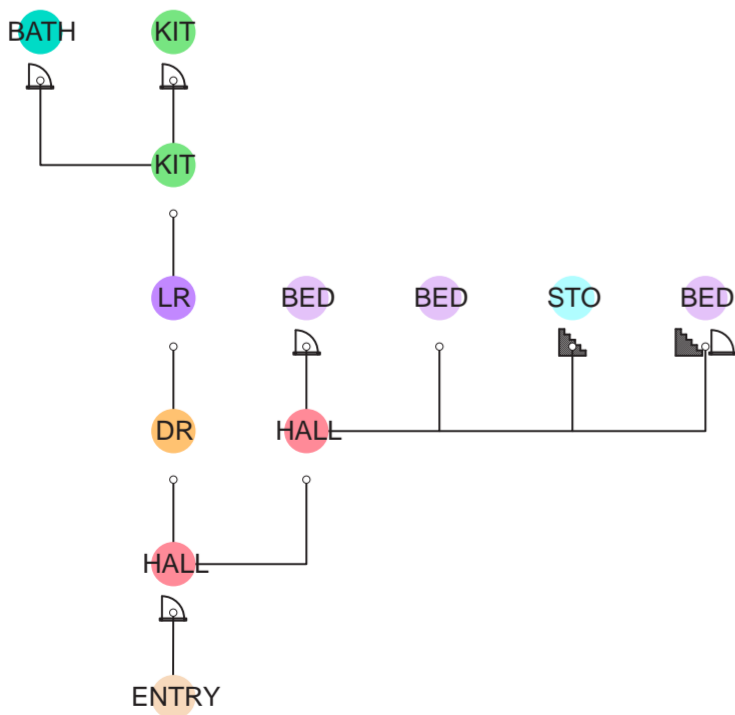 BATH KIT
KIT
LR BED BED STO BED
DR HALL
HALL
ENTRY